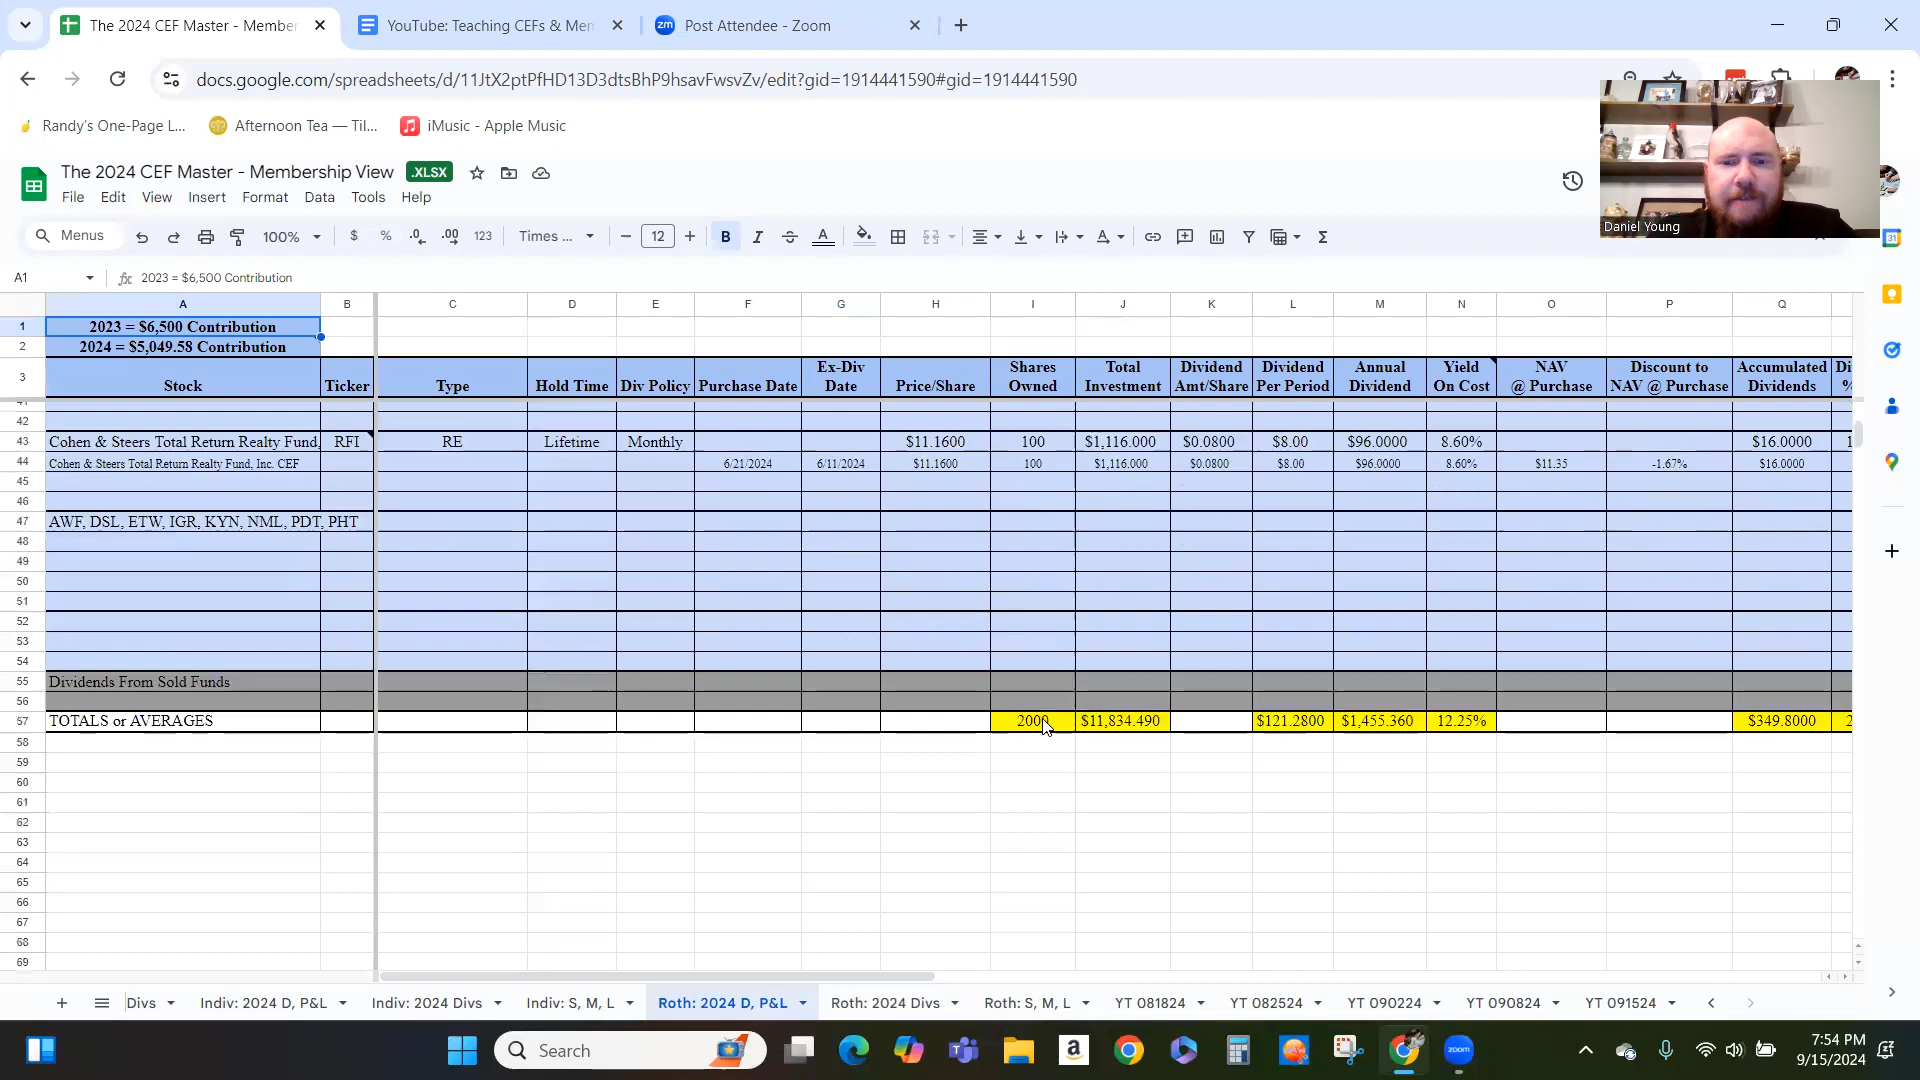 The 2024 CEF Master - Member
YouTube: Teaching CEFs & Mem
zm Post Attendee - Zoom
docs.google.com/spreadsheets/d/11JtX2ptPfHD13D3dtsBhP9hsavFwsvZv/edit?gid=1914441590#gid=1914441590
Randy's One-Page L...
Afternoon Tea — Til...
iMusic - Apple Music
The 2024 CEF Master - Membership View .XLSX
File Edit View Insert Format Data Tools Help
Menus 100% $ % .0 .00 123 Times ... 12 B I A
Daniel Young
A1 fx 2023 = $6,500 Contribution
A B C D E F G H I J K L M N O P Q
1 2023 = $6,500 Contribution
2 2024 = $5,049.58 Contribution
3 Stock Ticker Type Hold Time Div Policy Purchase Date Ex-Div Date Price/Share Shares Owned Total Investment Dividend Amt/Share Dividend Per Period Annual Dividend Yield On Cost NAV @ Purchase Discount to NAV @ Purchase Accumulated Dividends Di %
41
42
43 Cohen & Steers Total Return Realty Fund, RFI RE Lifetime Monthly $11.1600 100 $1,116.000 $0.0800 $8.00 $96.0000 8.60% $16.0000 1
44 Cohen & Steers Total Return Realty Fund, Inc. CEF 6/21/2024 6/11/2024 $11.1600 100 $1,116.000 $0.0800 $8.00 $96.0000 8.60% $11.35 -1.67% $16.0000
45
46
47 AWF, DSL, ETW, IGR, KYN, NML, PDT, PHT
48
49
50
51
52
53
54
55 Dividends From Sold Funds
56
57 TOTALS or AVERAGES 2000 $11,834.490 $121.2800 $1,455.360 12.25% $349.8000 2
58
59
60
61
62
63
64
65
66
67
68
69
Divs Indiv: 2024 D, P&L Indiv: 2024 Divs Indiv: S, M, L Roth: 2024 D, P&L Roth: 2024 Divs Roth: S, M, L YT 081824 YT 082524 YT 090224 YT 090824 YT 091524
Search
zoom
7:54 PM
9/15/2024